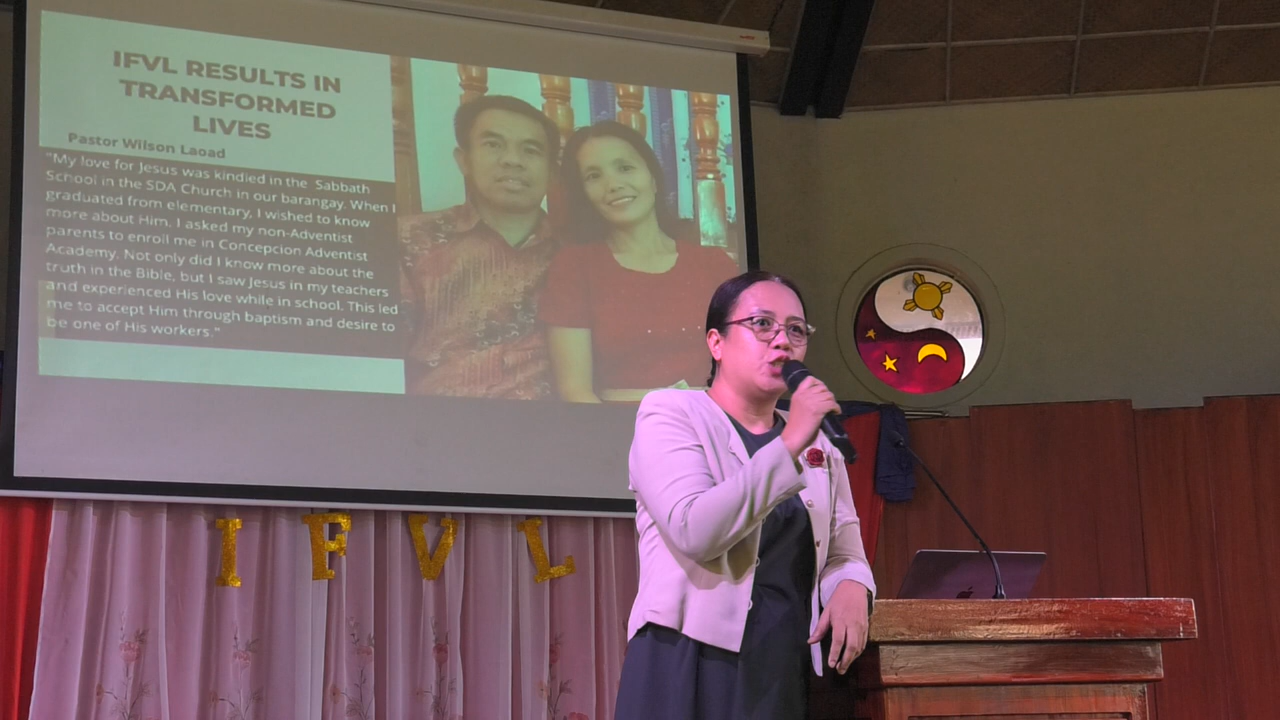 IFVL RESULTS IN
TRANSFORMED
LIVES
Pastor Wilson Laoad
"My love for Jesus was kindled in the Sabbath
School in the SDA Church in our barangay. When I
graduated from elementary, I wished to know
more about Him. I asked my non-Adventist
parents to enroll me in Concepcion Adventist
Academy. Not only did I know more about the
truth in the Bible, but I saw Jesus in my teachers
and experienced His love while in school. This led
me to accept Him through baptism and desire to
be one of His workers."
I F V L